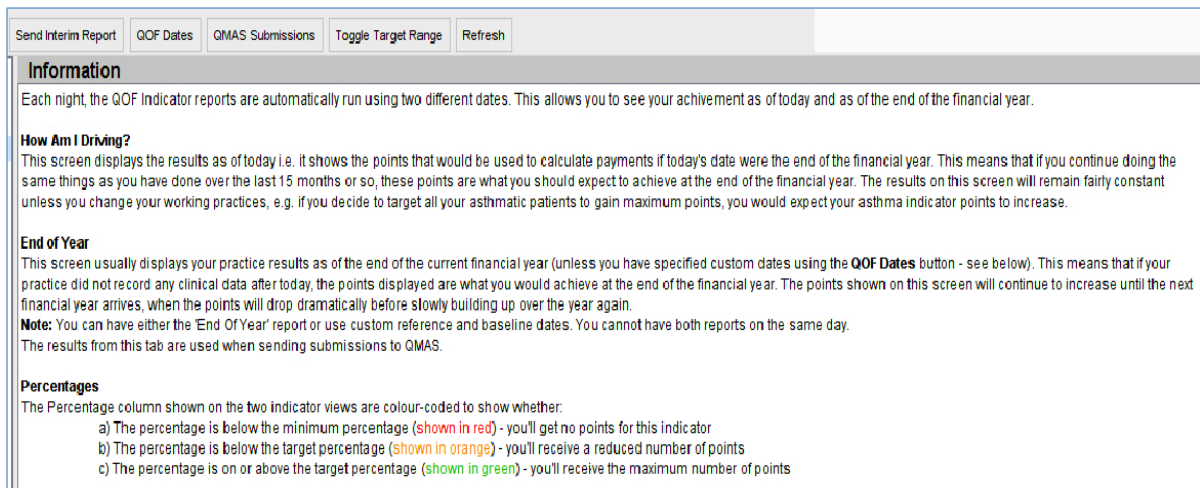 Send Interim Report QOF Dates QMAS Submissions Toggle Target Range Refresh
Information
Each night, the QOF Indicator reports are automatically run using two different dates. This allows you to see your achivement as of today and as of the end of the financial year.
How Am I Driving?
This screen displays the results as of today i.e. it shows the points that would be used to calculate payments if today's date were the end of the financial year. This means that if you continue doing the
same things as you have done over the last 15 months or so, these points are what you should expect to achieve at the end of the financial year. The results on this screen will remain fairly constant
unless you change your working practices, e.g. if you decide to target all your asthmatic patients to gain maximum points, you would expect your asthma indicator points to increase.
End of Year
This screen usually displays your practice results as of the end of the current financial year (unless you have specified custom dates using the QOF Dates button - see below). This means that if your
practice did not record any clinical data after today, the points displayed are what you would achieve at the end of the financial year. The points shown on this screen will continue to increase until the next
financial year arrives, when the points will drop dramatically before slowly building up over the year again.
Note: You can have either the 'End Of Year' report or use custom reference and baseline dates. You cannot have both reports on the same day.
The results from this tab are used when sending submissions to QMAS.
Percentages
The Percentage column shown on the two indicator views are colour-coded to show whether:
a) The percentage is below the minimum percentage (shown in red) - you'll get no points for this indicator
b) The percentage is below the target percentage (shown in orange) - you'll receive a reduced number of points
c) The percentage is on or above the target percentage (shown in green) - you'll receive the maximum number of points